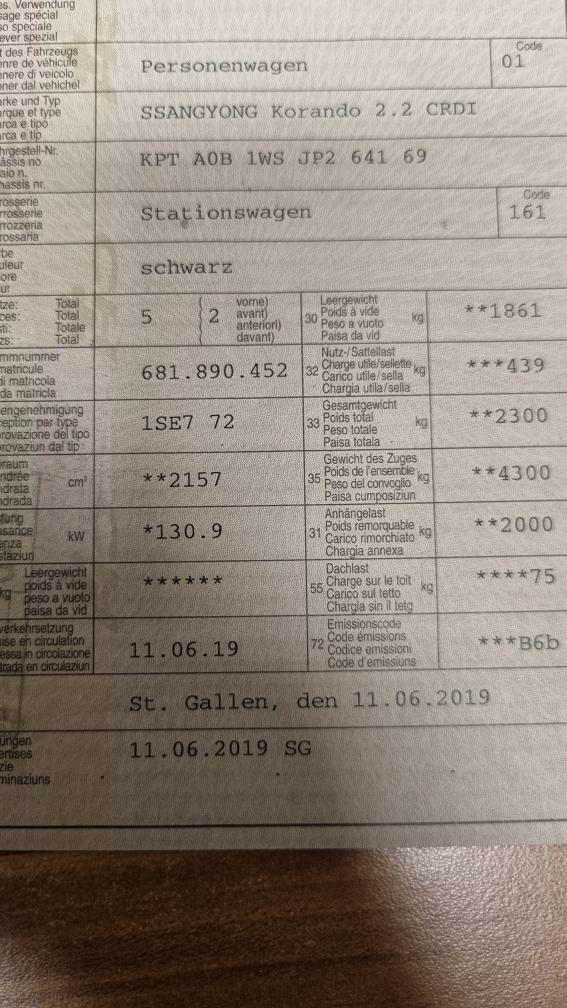 es. Verwendung
sage spécial
so speciale
ever spezial
t des Fahrzeugs
enre de véhicule
enere di veicolo
ener dal vehichel
Personenwagen
Code
01
arke und Typ
arque et type
arca e tipo
arca e tip
SSANGYONG Korando 2.2 CRDI
hrgestell-Nr.
âssis no
aio n.
hassis nr.
KPT A0B 1WS JP2 641 69
rosserie
rrosserie
rrozzeria
rossaria
Stationswagen
Code
161
be
uleur
ore
ur
schwarz
tze: Total
ces: Total
sti: Totale
zs: Total
5
2
vorne)
avant)
anteriori)
davant)
30
Leergewicht
Poids à vide
Peso a vuoto
Paisa da vid
kg
**1861
mmnummer
matricule
di matricola
da matricla
681.890.452
32
Nutz-/Sattellast
Charge utile/sellette
Carico utile/sella
Chargia utila/sella
kg
***439
engenehmigung
ception par type
provazione del tipo
rovaziun dal tip
1SE7 72
33
Gesamtgewicht
Poids total
Peso totale
Paisa totala
kg
**2300
raum
ndrée
ndrata
ndrada
cm³
**2157
35
Gewicht des Zuges
Poids de l'ensemble
Peso del convoglio
Paisa cumposiziun
kg
**4300
tung
ssance
enza
staziun
kW
*130.9
31
Anhängelast
Poids remorquable
Carico rimorchiato
Chargia annexa
kg
**2000
kg
Leergewicht
poids à vide
peso a vuoto
paisa da vid
******
55
Dachlast
Charge sur le toit
Carico sul tetto
Chargia sin il tetg
kg
****75
verkehrsetzung
ise en circulation
essa in circolazione
trada en circulaziun
11.06.19
72
Emissionscode
Code émissions
Codice emissioni
Code d'emissiuns
***B6b
St. Gallen, den 11.06.2019
ungen
ertises
zie
minaziuns
11.06.2019 SG